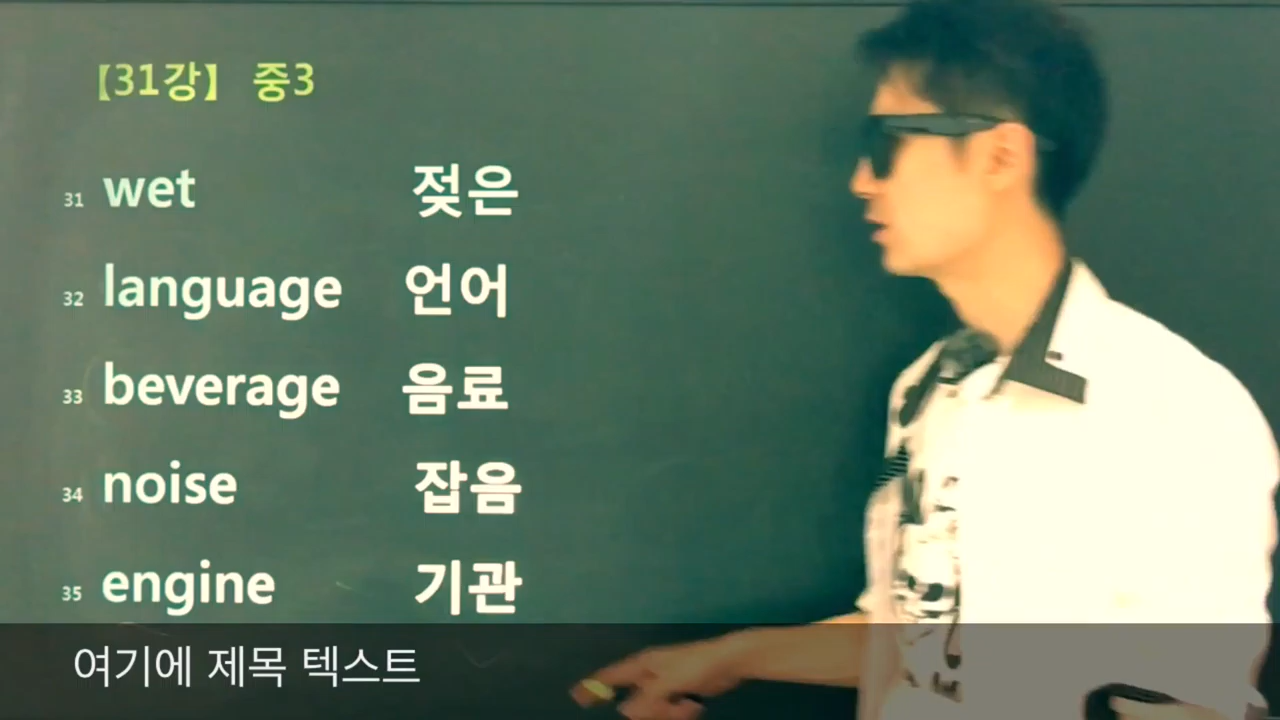 【31강】 중3
31 wet 젖은
32 language 언어
33 beverage 음료
34 noise 잡음
35 engine 기관
여기에 제목 텍스트